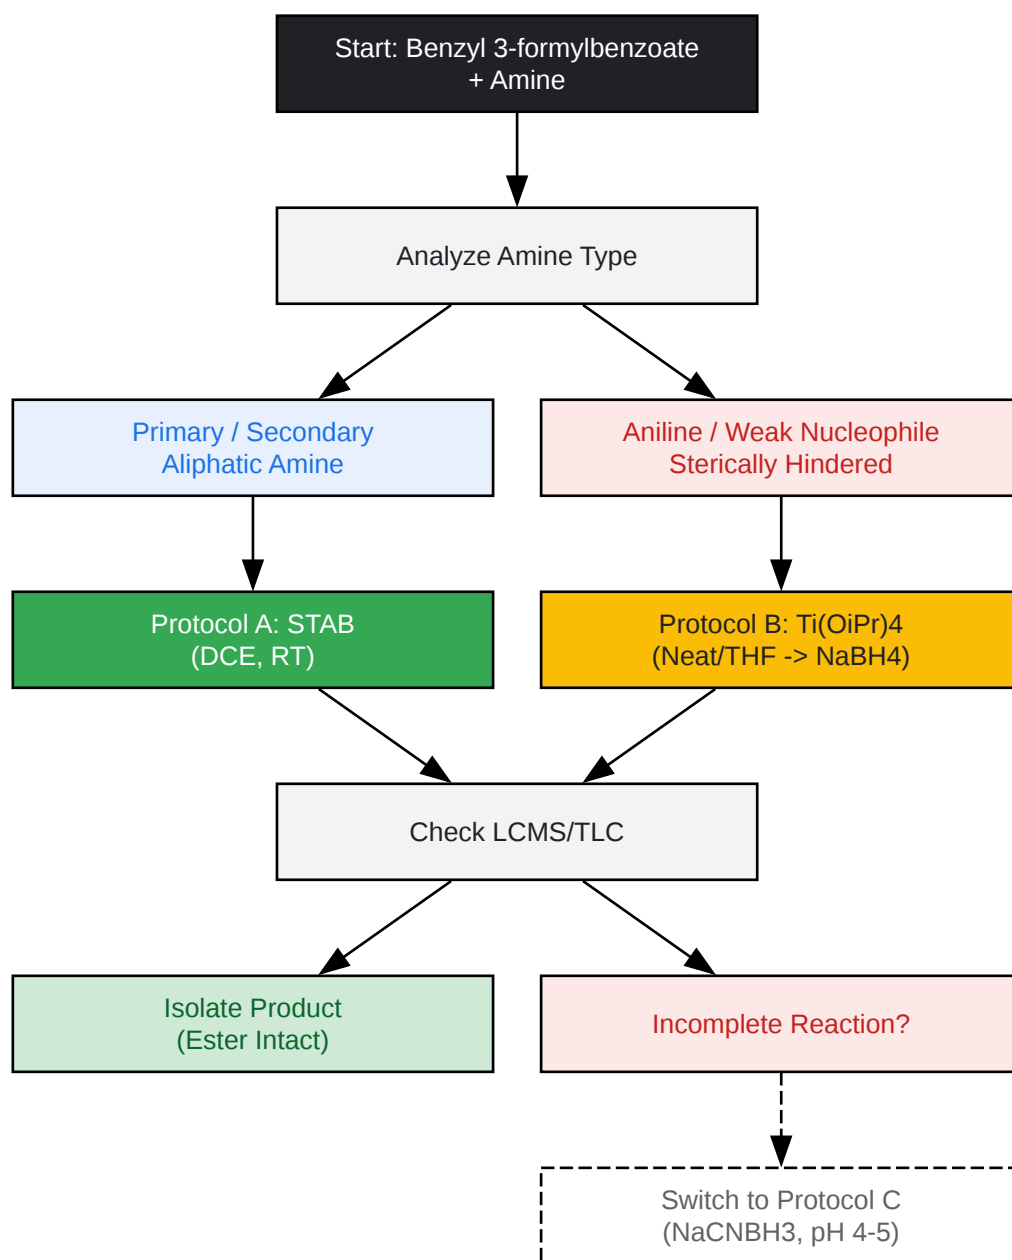 Start: Benzyl 3-formylbenzoate
+ Amine
Analyze Amine Type
Primary / Secondary
Aliphatic Amine
Aniline / Weak Nucleophile
Sterically Hindered
Protocol A: STAB
(DCE, RT)
Protocol B: Ti(OiPr)4
(Neat/THF -> NaBH4)
Check LCMS/TLC
Isolate Product
(Ester Intact)
Incomplete Reaction?
Switch to Protocol C
(NaCNBH3, pH 4-5)